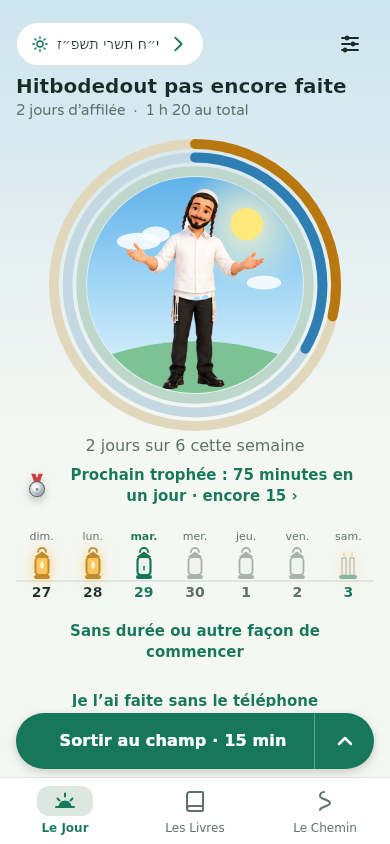 י״ח תשרי תשפ״ז
Hitbodedout pas encore faite
2 jours d’affilée · 1 h 20 au total
2 jours sur 6 cette semaine
Prochain trophée : 75 minutes en
un jour · encore 15 ›
dim. lun. mar. mer. jeu. ven. sam.
27 28 29 30 1 2 3
Sans durée ou autre façon de
commencer
Je l’ai faite sans le téléphone
Sortir au champ · 15 min
Le Jour Les Livres Le Chemin